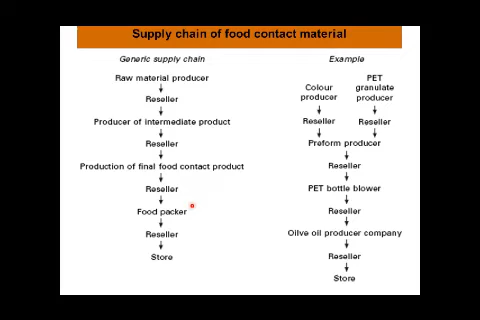 Supply chain of food contact material
Generic supply chain
Raw material producer
Reseller
Producer of intermediate product
Reseller
Production of final food contact product
Reseller
Food packer
Reseller
Store
Example
Colour
producer
PET
granulate
producer
Reseller
Reseller
Preform producer
Reseller
PET bottle blower
Reseller
Oilve oil producer company
Reseller
Store